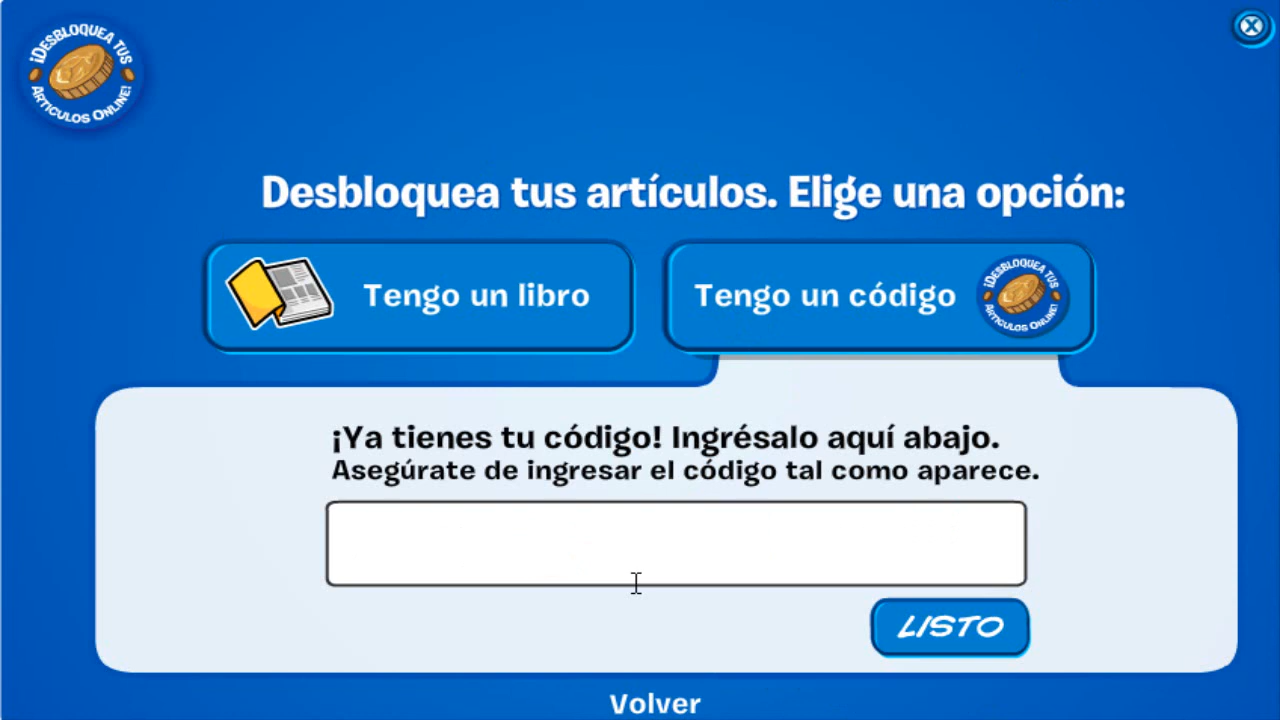 ¡DESBLOQUEA TUS
ARTÍCULOS ONLINE!
Desbloquea tus artículos. Elige una opción:
Tengo un libro
Tengo un código
¡DESBLOQUEA TUS
ARTÍCULOS ONLINE!
¡Ya tienes tu código! Ingrésalo aquí abajo.
Asegúrate de ingresar el código tal como aparece.
LISTO
Volver